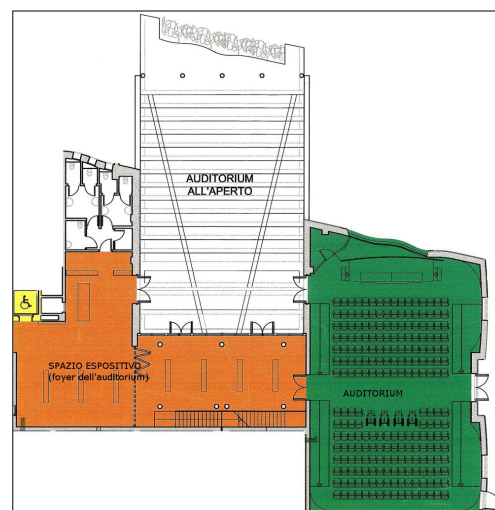 AUDITORIUM
ALL'APERTO
SPAZIO ESPOSITIVO
(foyer dell'auditorium)
AUDITORIUM